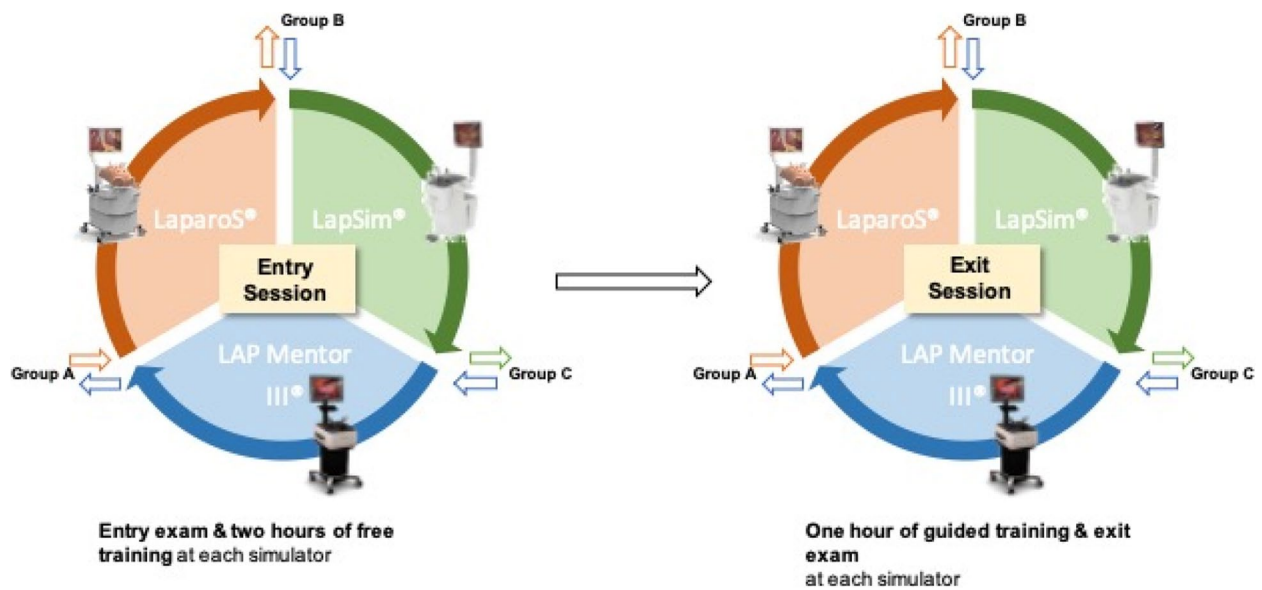 Group B
LaparoS®
LapSim®
Entry
Session
LAP Mentor
III®
Group A
Group C
Entry exam & two hours of free
training at each simulator
Group B
LaparoS®
LapSim®
Exit
Session
LAP Mentor
III®
Group A
Group C
One hour of guided training & exit
exam
at each simulator